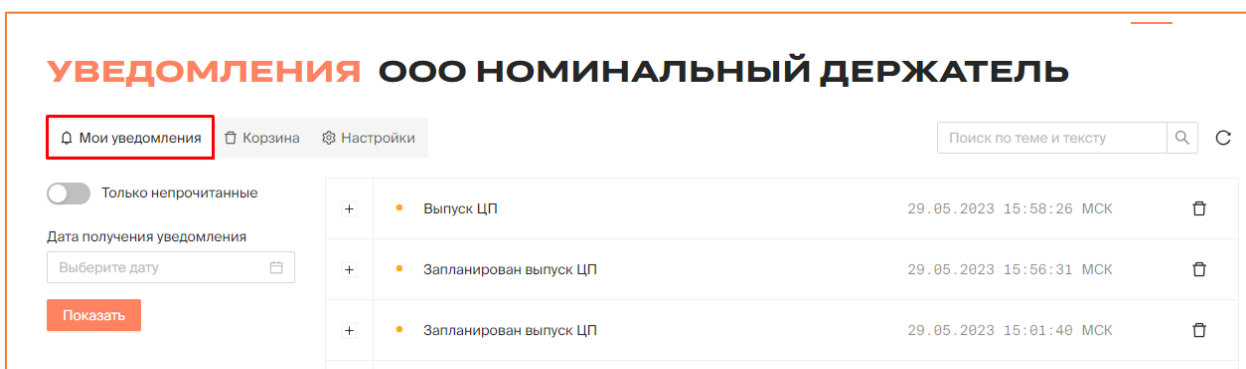 УВЕДОМЛЕНИЯ ООО НОМИНАЛЬНЫЙ ДЕРЖАТЕЛЬ
Мои уведомления Корзина Настройки Поиск по теме и тексту
Только непрочитанные
Выпуск ЦП 29.05.2023 15:58:26 МСК
Дата получения уведомления
Выберите дату
Запланирован выпуск ЦП 29.05.2023 15:56:31 МСК
Показать
Запланирован выпуск ЦП 29.05.2023 15:01:40 МСК